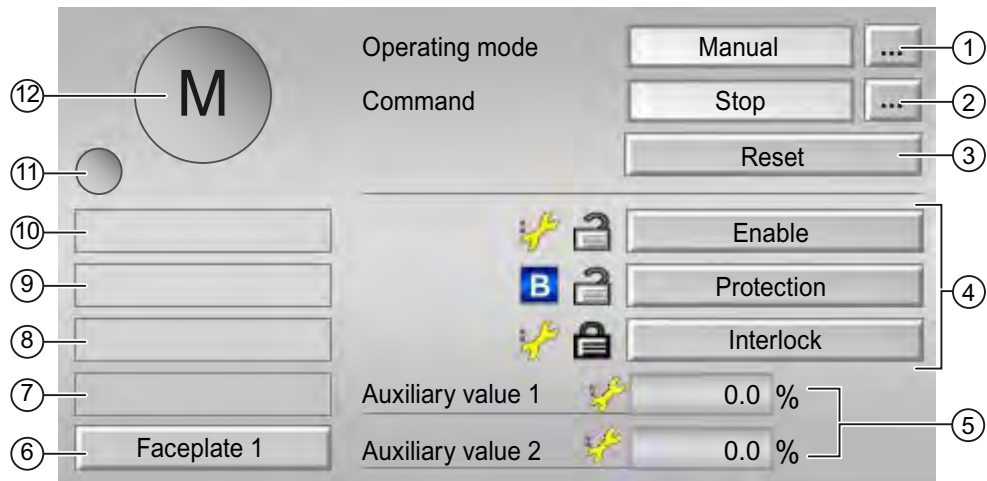 Operating mode Manual ... 1
12 M
Command Stop ... 2
Reset 3
11
10 Enable
9 B Protection 4
8 Interlock
7 Auxiliary value 1 0.0 %
5
6 Faceplate 1 Auxiliary value 2 0.0 %